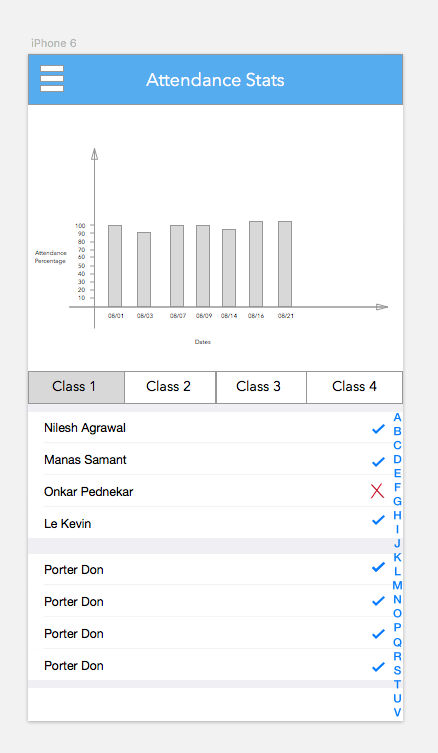 iPhone 6
Attendance Stats
100
90
80
70
60
50
40
30
20
10
Attendance
Percentage
08/01 08/03 08/07 08/09 08/14 08/16 08/21
Dates
Class 1 Class 2 Class 3 Class 4
Nilesh Agrawal
Manas Samant
Onkar Pednekar
Le Kevin
Porter Don
Porter Don
Porter Don
Porter Don
A
B
C
D
E
F
G
H
I
J
K
L
M
N
O
P
Q
R
S
T
U
V